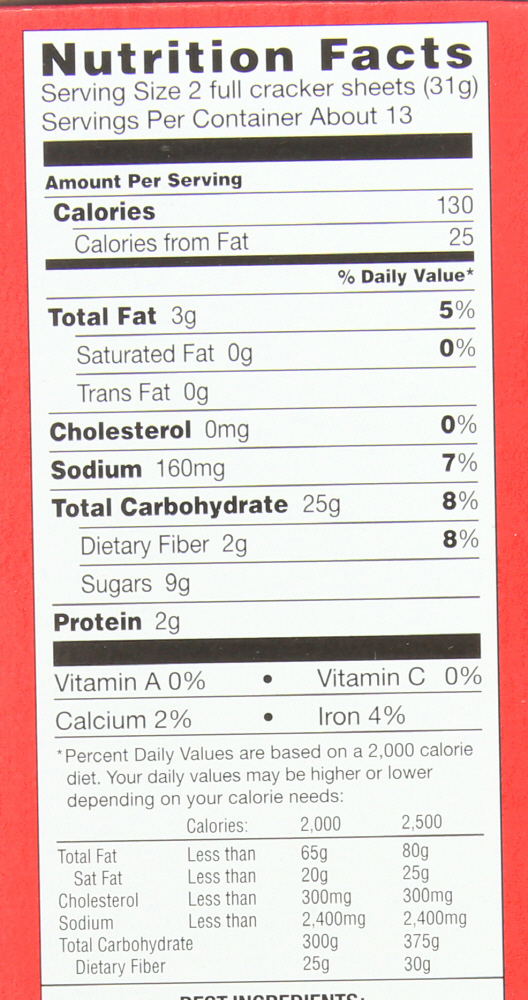 Nutrition Facts
Serving Size 2 full cracker sheets (31g)
Servings Per Container About 13
Amount Per Serving
Calories 130
Calories from Fat 25
% Daily Value*
Total Fat 3g 5%
Saturated Fat 0g 0%
Trans Fat 0g
Cholesterol 0mg 0%
Sodium 160mg 7%
Total Carbohydrate 25g 8%
Dietary Fiber 2g 8%
Sugars 9g
Protein 2g
Vitamin A 0% • Vitamin C 0%
Calcium 2% • Iron 4%
*Percent Daily Values are based on a 2,000 calorie
diet. Your daily values may be higher or lower
depending on your calorie needs:
Calories: 2,000 2,500
Total Fat Less than 65g 80g
Sat Fat Less than 20g 25g
Cholesterol Less than 300mg 300mg
Sodium Less than 2,400mg 2,400mg
Total Carbohydrate 300g 375g
Dietary Fiber 25g 30g
INGREDIENTS: